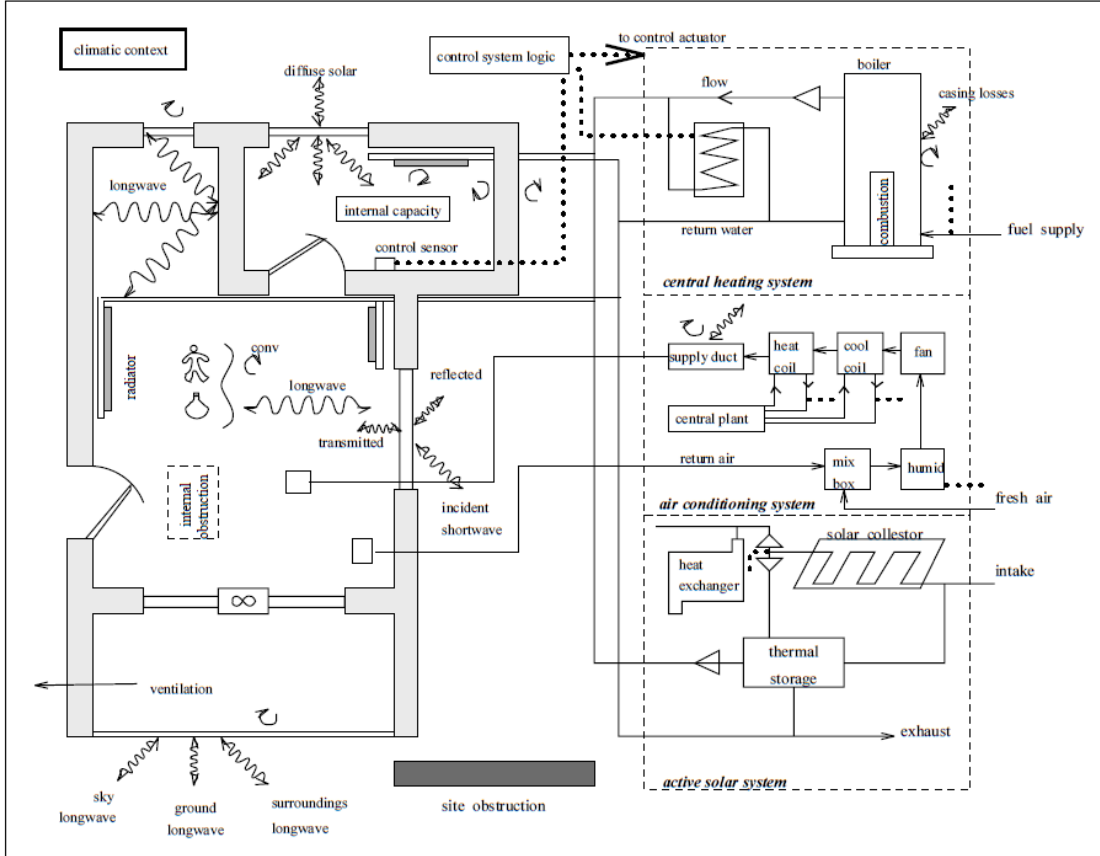 climatic context
control system logic
to control actuator
diffuse solar
boiler
flow
casing losses
longwave
internal capacity
combustion
return water
fuel supply
control sensor
central heating system
conv
radiator
longwave
reflected
transmitted
supply duct
heat
coil
cool
coil
fan
central plant
return air
mix
box
humid
fresh air
internal
obstruction
incident
shortwave
air conditioning system
solar collestor
heat
exchanger
intake
thermal
storage
∞
ventilation
exhaust
sky
longwave
ground
longwave
surroundings
longwave
site obstruction
active solar system